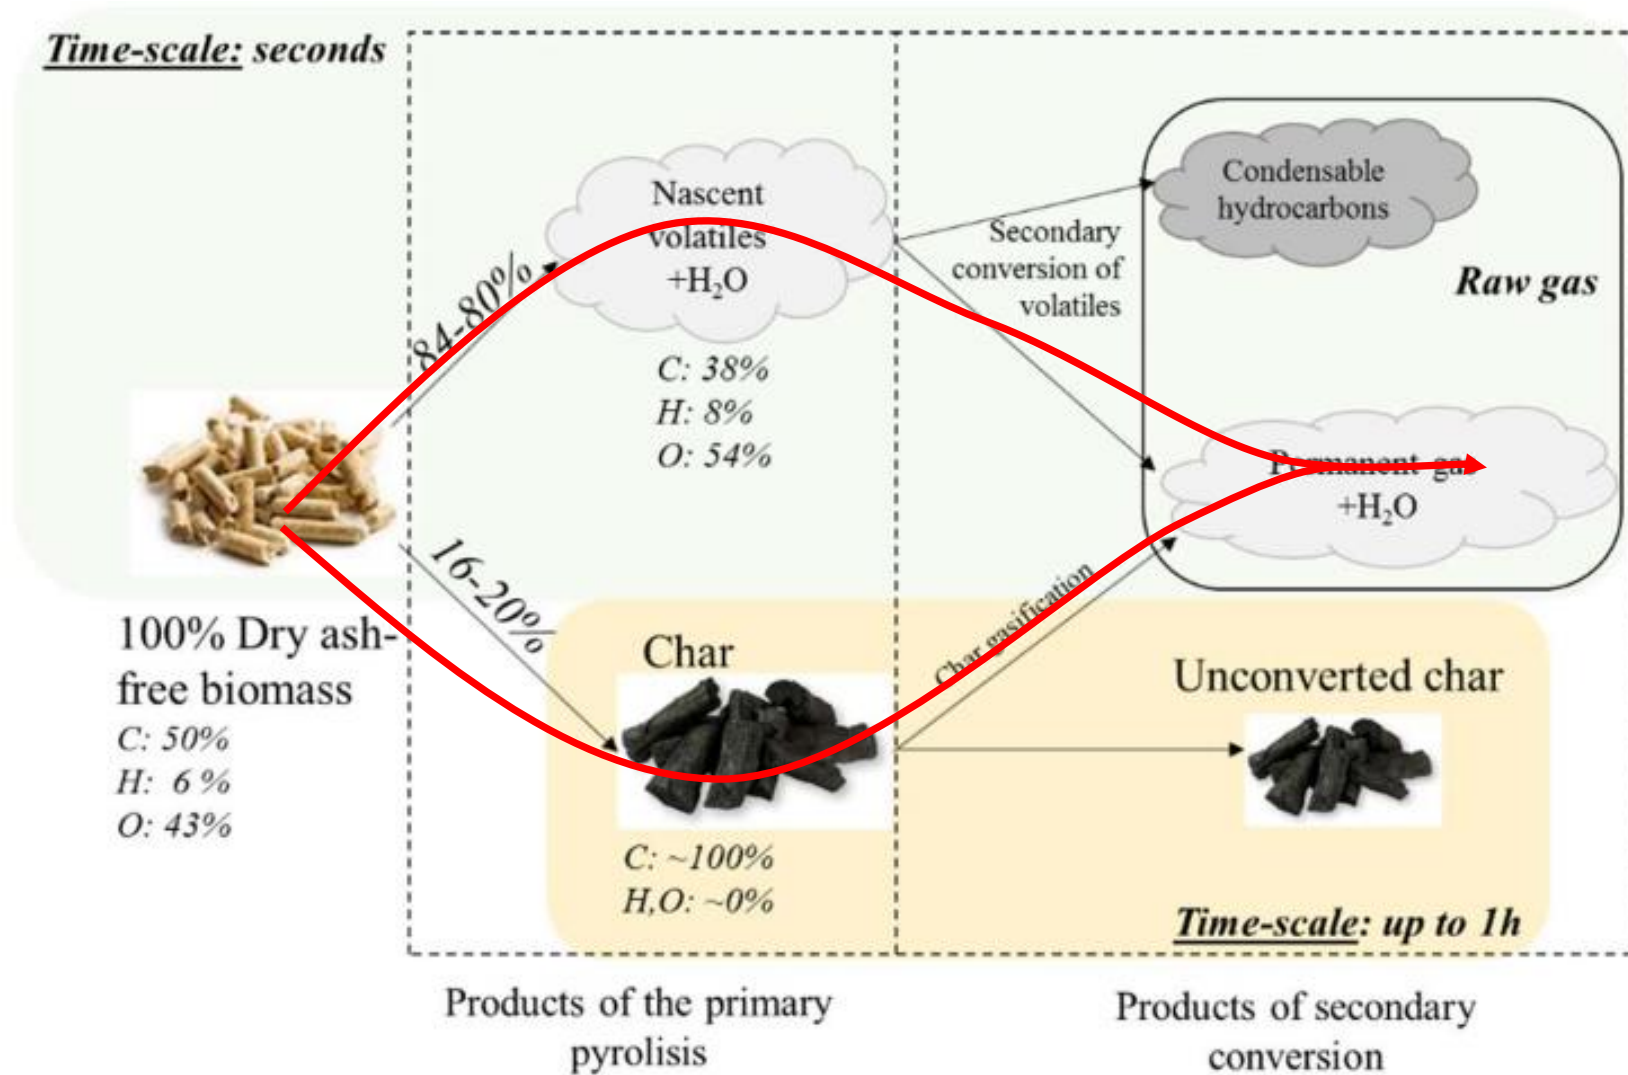 Time-scale: seconds
Nascent
volatiles
+H₂O
C: 38%
H: 8%
O: 54%
84-80%
16-20%
100% Dry ash-
free biomass
C: 50%
H: 6 %
O: 43%
Char
C: ~100%
H,O: ~0%
Secondary
conversion of
volatiles
Condensable
hydrocarbons
Raw gas
Permanent gas
+H₂O
Char gasification
Unconverted char
Time-scale: up to 1h
Products of the primary
pyrolisis
Products of secondary
conversion